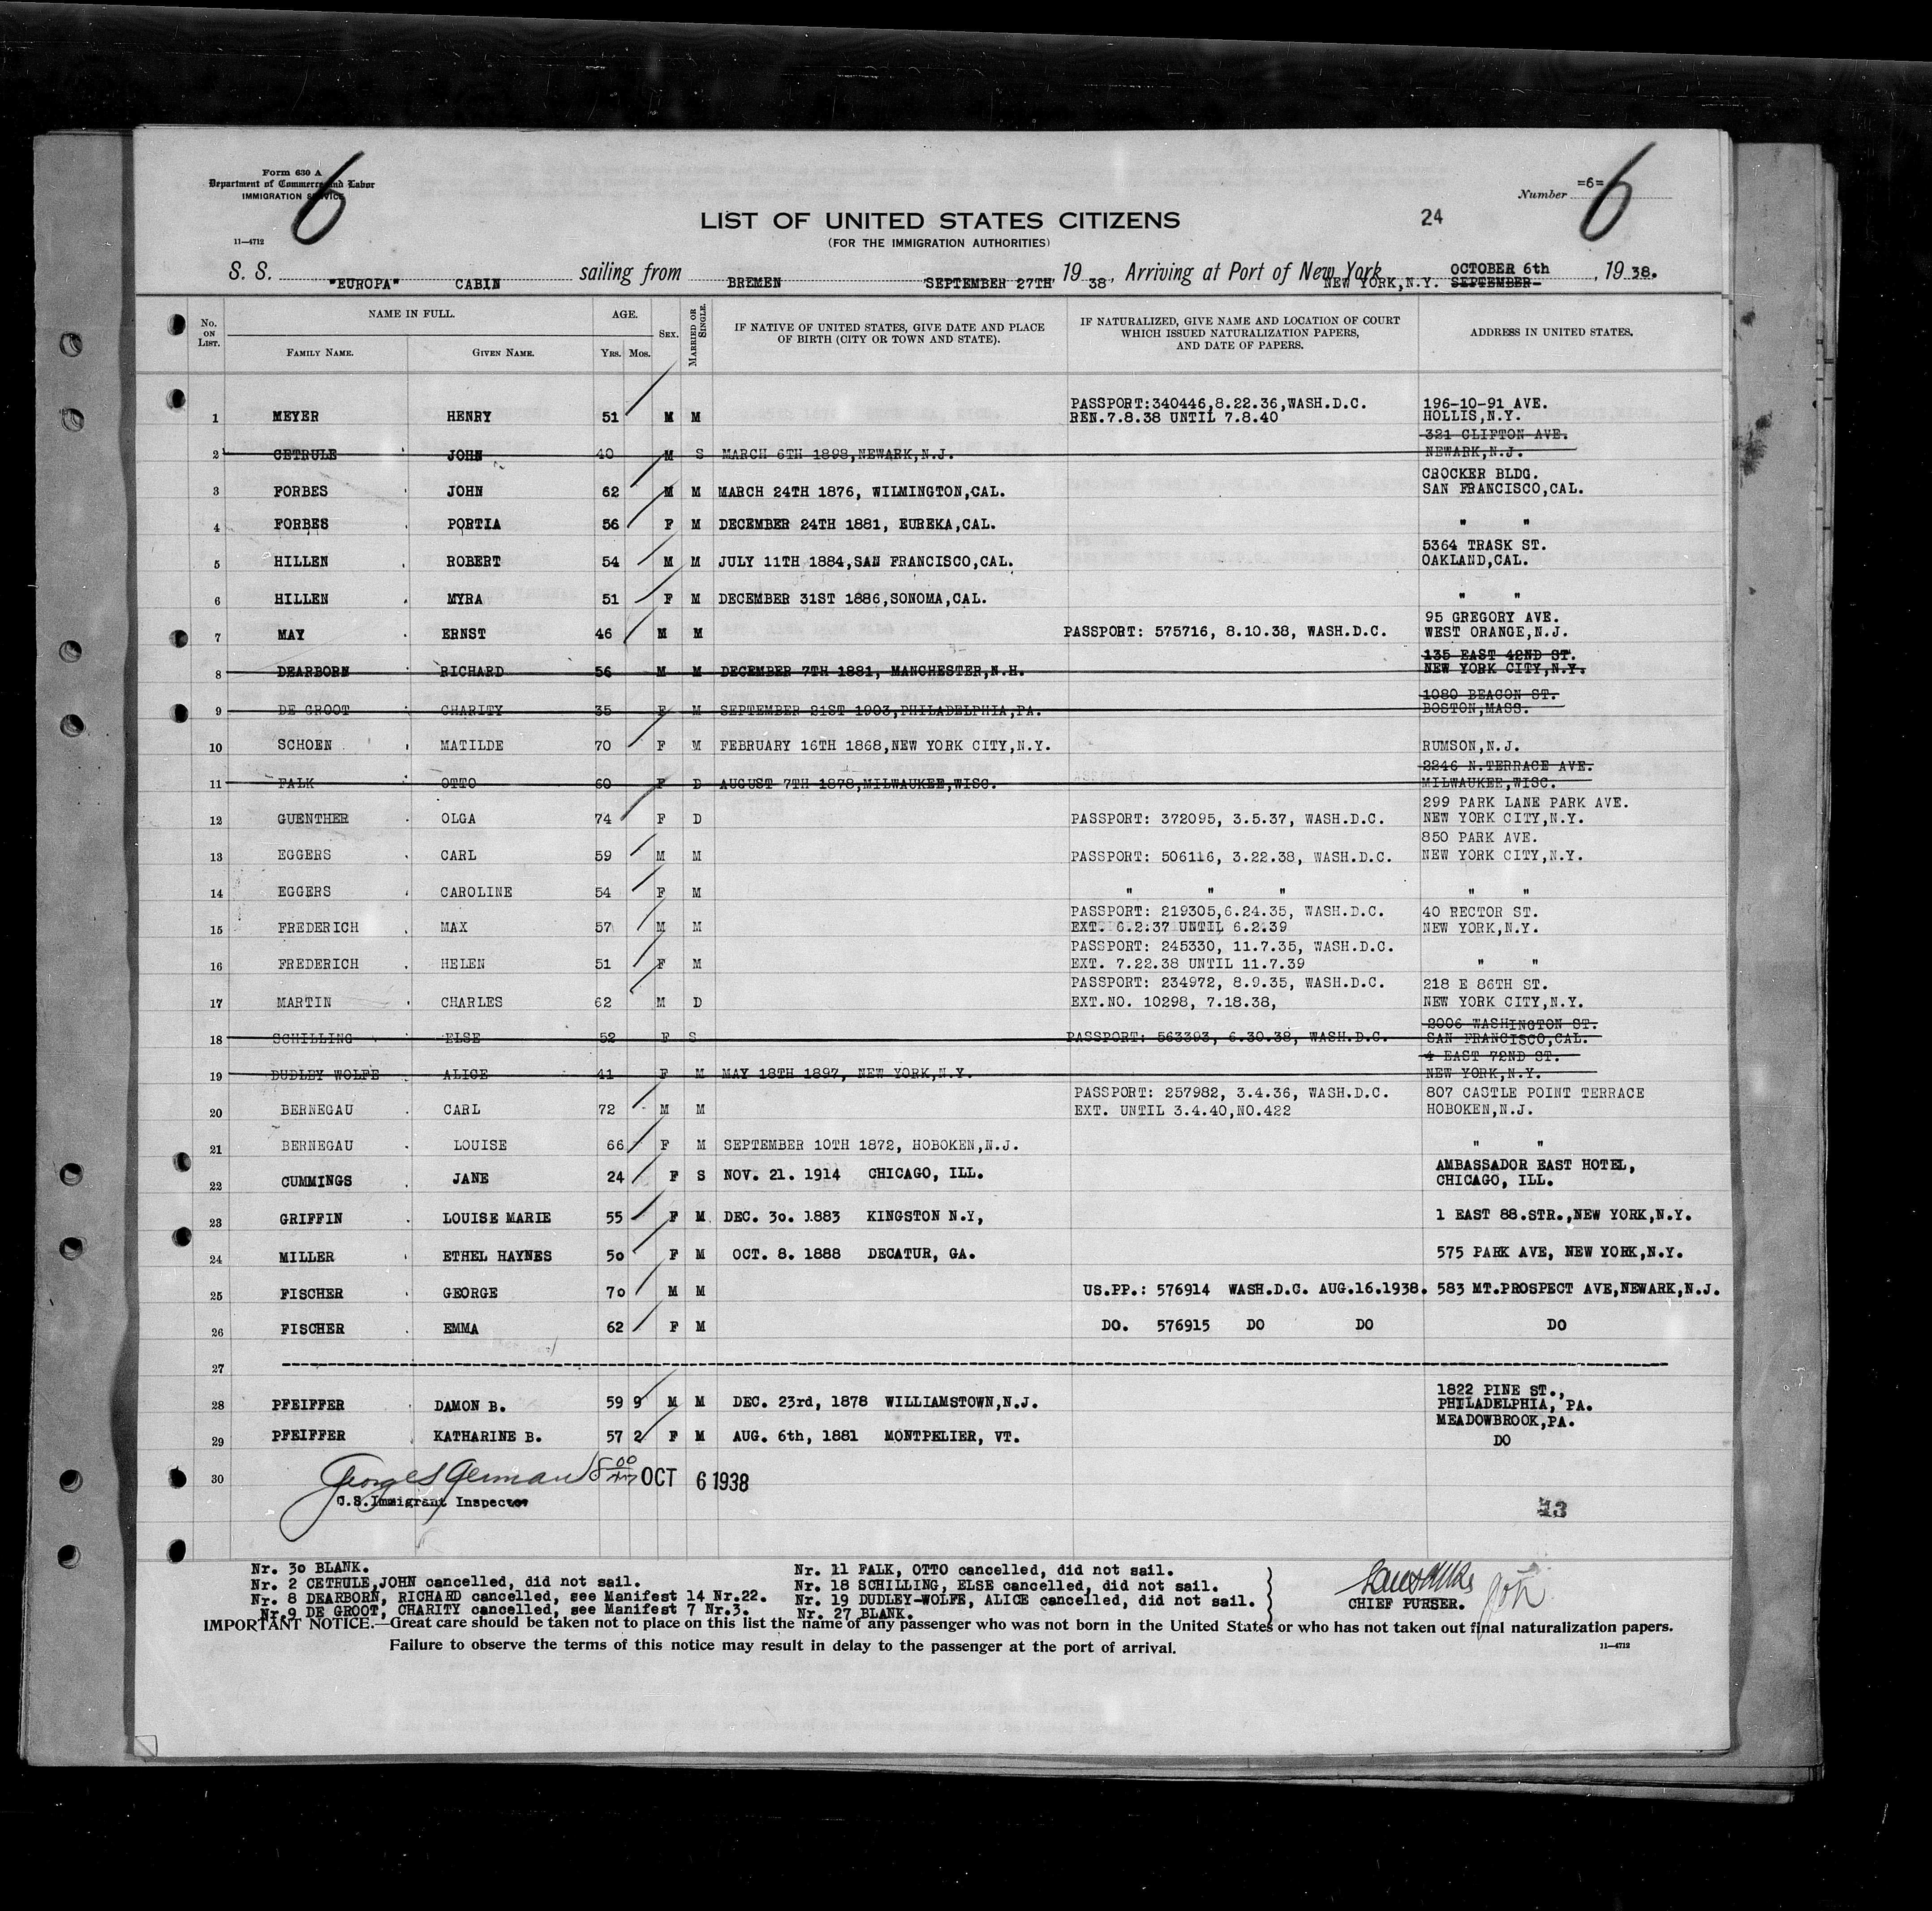 Form 630 A
Department of Commerce and Labor
IMMIGRATION SERVICE
11—4712
6
Number =6=
6
24
LIST OF UNITED STATES CITIZENS
(FOR THE IMMIGRATION AUTHORITIES)
S. S. "EUROPA" CABIN sailing from BREMEN SEPTEMBER 27TH 19 38, Arriving at Port of New York NEW YORK,N.Y. OCTOBER 6th SEPTEMBER , 19 38.
No. ON LIST. NAME IN FULL. FAMILY NAME. GIVEN NAME. AGE. YRS. MOS. SEX. MARRIED OR SINGLE. IF NATIVE OF UNITED STATES, GIVE DATE AND PLACE OF BIRTH (CITY OR TOWN AND STATE). IF NATURALIZED, GIVE NAME AND LOCATION OF COURT WHICH ISSUED NATURALIZATION PAPERS, AND DATE OF PAPERS. ADDRESS IN UNITED STATES.
1 MEYER HENRY 51 M M PASSPORT:340446,8.22.36,WASH.D.C. REN.7.8.38 UNTIL 7.8.40 196-10-91 AVE. HOLLIS,N.Y.
2 CETRULE JOHN 40 M S MARCH 6TH 1898,NEWARK,N.J. 321 CLIFTON AVE. NEWARK,N.J.
3 FORBES JOHN 62 M M MARCH 24TH 1876, WILMINGTON,CAL. CROCKER BLDG. SAN FRANCISCO,CAL.
4 FORBES PORTIA 56 F M DECEMBER 24TH 1881, EUREKA,CAL. " "
5 HILLEN ROBERT 54 M M JULY 11TH 1884,SAN FRANCISCO,CAL. 5364 TRASK ST. OAKLAND,CAL.
6 HILLEN MYRA 51 F M DECEMBER 31ST 1886,SONOMA,CAL. " "
7 MAY ERNST 46 M M PASSPORT: 575716, 8.10.38, WASH.D.C. 95 GREGORY AVE. WEST ORANGE,N.J.
8 DEARBORN RICHARD 56 M M DECEMBER 7TH 1881, MANCHESTER,N.H. 135 EAST 42ND ST. NEW YORK CITY,N.Y.
9 DE GROOT CHARITY 35 F M SEPTEMBER 21ST 1903,PHILADELPHIA,PA. 1080 BEACON ST. BOSTON,MASS.
10 SCHOEN MATILDE 70 F M FEBRUARY 16TH 1868,NEW YORK CITY,N.Y. RUMSON,N.J.
11 FALK OTTO 60 F D AUGUST 7TH 1878,MILWAUKEE,WISC. 2246 N.TERRACE AVE. MILWAUKEE,WISC.
12 GUENTHER OLGA 74 F D PASSPORT: 372095, 3.5.37, WASH.D.C. 299 PARK LANE PARK AVE. NEW YORK CITY,N.Y.
13 EGGERS CARL 59 M M PASSPORT: 506116, 3.22.38, WASH.D.C. 850 PARK AVE. NEW YORK CITY,N.Y.
14 EGGERS CAROLINE 54 F M " " " " "
15 FREDERICH MAX 57 M M PASSPORT: 219305,6.24.35, WASH.D.C. EXT. 6.2.37 UNTIL 6.2.39 40 RECTOR ST. NEW YORK,N.Y.
16 FREDERICH HELEN 51 F M PASSPORT: 245330, 11.7.35, WASH.D.C. EXT. 7.22.38 UNTIL 11.7.39 " "
17 MARTIN CHARLES 62 M D PASSPORT: 234972, 8.9.35, WASH.D.C. EXT.NO. 10298, 7.18.38, 218 E 86TH ST. NEW YORK CITY,N.Y.
18 SCHILLING ELSE 52 F S PASSPORT: 563393, 6.30.38, WASH.D.C. 2006 WASHINGTON ST. SAN FRANCISCO,CAL.
19 DUDLEY WOLFE ALICE 41 F M MAY 18TH 1897, NEW YORK,N.Y. 4 EAST 72ND ST. NEW YORK,N.Y.
20 BERNEGAU CARL 72 M M PASSPORT: 257982, 3.4.36, WASH.D.C. EXT. UNTIL 3.4.40,NO.422 807 CASTLE POINT TERRACE HOBOKEN,N.J.
21 BERNEGAU LOUISE 66 F M SEPTEMBER 10TH 1872, HOBOKEN,N.J. " "
22 CUMMINGS JANE 24 F S NOV. 21. 1914 CHICAGO, ILL. AMBASSADOR EAST HOTEL, CHICAGO, ILL.
23 GRIFFIN LOUISE MARIE 55 F M DEC. 30. 1883 KINGSTON N.Y, 1 EAST 88.STR.,NEW YORK,N.Y.
24 MILLER ETHEL HAYNES 50 F M OCT. 8. 1888 DECATUR, GA. 575 PARK AVE, NEW YORK,N.Y.
25 FISCHER GEORGE 70 M M US.PP.: 576914 WASH.D.C. AUG.16.1938. 583 MT.PROSPECT AVE,NEWARK,N.J.
26 FISCHER EMMA 62 F M DO. 576915 DO DO DO
27
28 PFEIFFER DAMON B. 59 9 M M DEC. 23rd, 1878 WILLIAMSTOWN,N.J. 1822 PINE ST., PHILADELPHIA, PA.
29 PFEIFFER KATHARINE B. 57 2 F M AUG. 6th, 1881 MONTPELIER, VT. MEADOWBROOK,PA. DO
30 George S German OCT 6 1938
U.S.Immigrant Inspector
13
Nr. 30 BLANK.
Nr. 2 CETRULE,JOHN cancelled, did not sail.
Nr. 8 DEARBORN, RICHARD cancelled, see Manifest 14 Nr.22.
Nr.9 DE GROOT, CHARITY cancelled, see Manifest 7 Nr.3.
Nr. 11 FALK, OTTO cancelled, did not sail.
Nr. 18 SCHILLING, ELSE cancelled, did not sail.
Nr. 19 DUDLEY-WOLFE, ALICE cancelled, did not sail.
Nr. 27 BLANK.
CHIEF PURSER.
IMPORTANT NOTICE.—Great care should be taken not to place on this list the name of any passenger who was not born in the United States or who has not taken out final naturalization papers.
Failure to observe the terms of this notice may result in delay to the passenger at the port of arrival.
11—4712